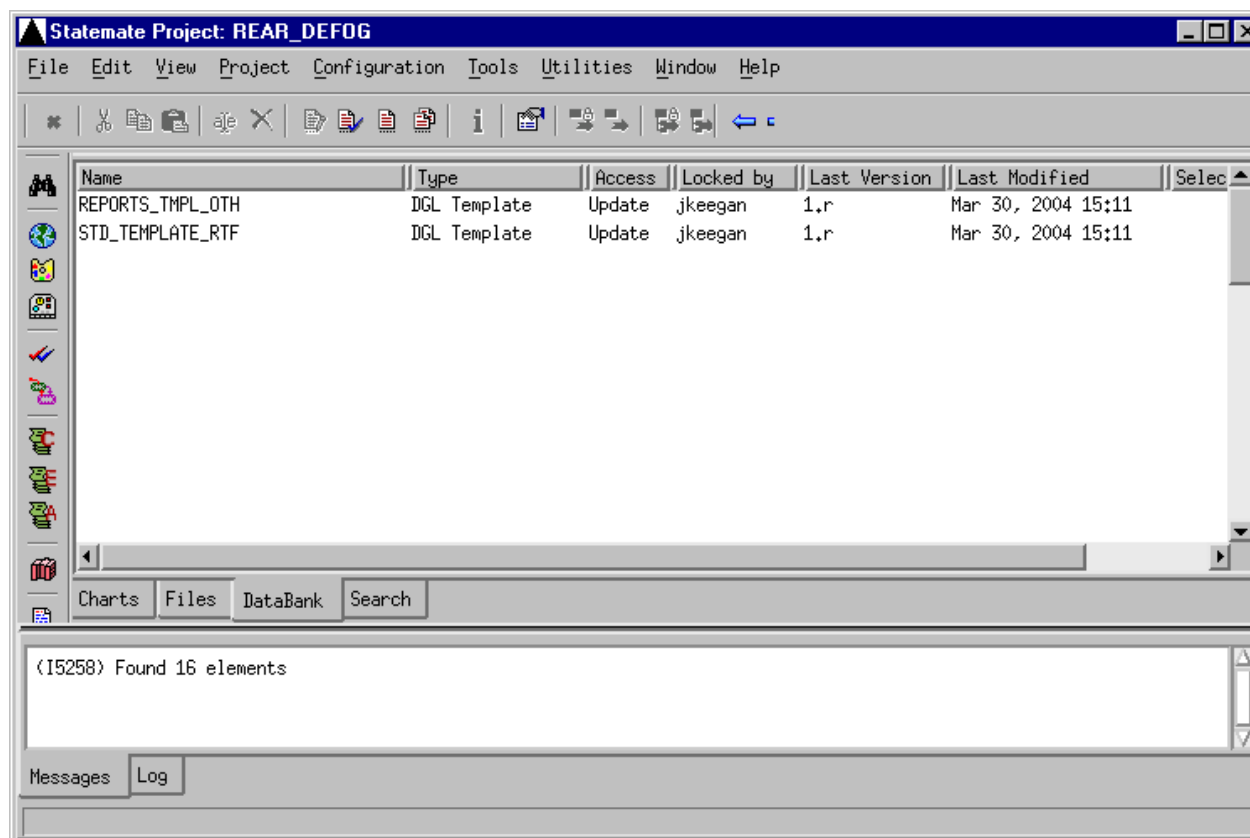 Statemate Project: REAR_DEFOG
File Edit View Project Configuration Tools Utilities Window Help
Name Type Access Locked by Last Version Last Modified Selec
REPORTS_TMPL_OTH DGL Template Update jkeegan 1.r Mar 30, 2004 15:11
STD_TEMPLATE_RTF DGL Template Update jkeegan 1.r Mar 30, 2004 15:11
Charts Files DataBank Search
(I5258) Found 16 elements
Messages Log